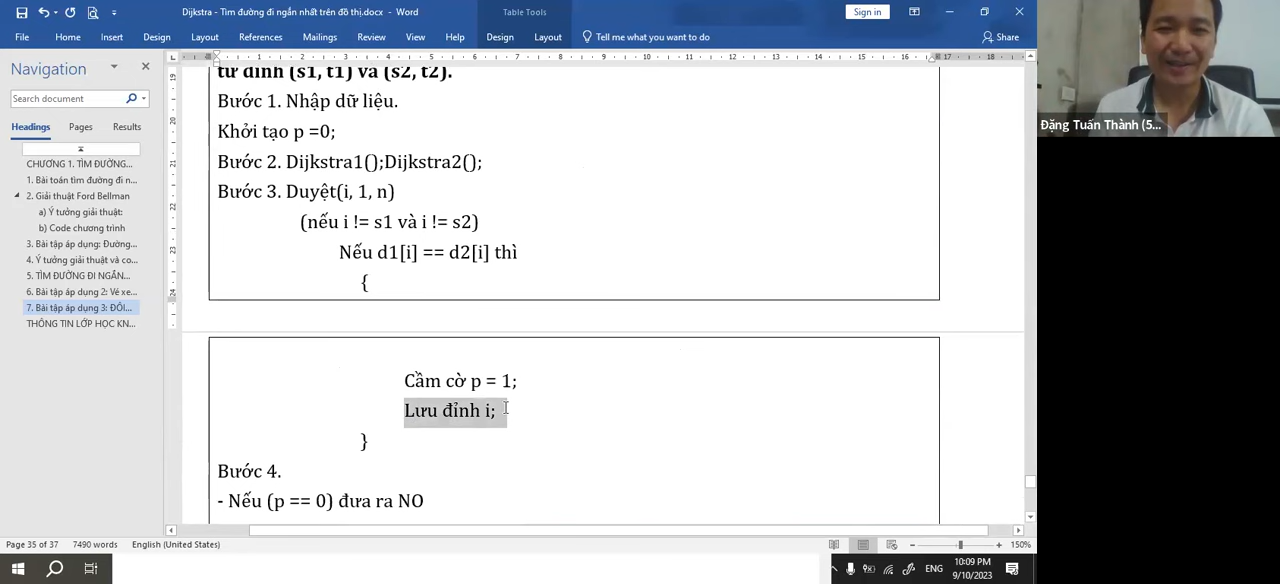 Dijkstra - Tìm đường đi ngắn nhất trên đồ thị.docx - Word
Table Tools
Sign in
File Home Insert Design Layout References Mailings Review View Help Design Layout Tell me what you want to do Share
Navigation
Search document
Headings Pages Results
CHƯƠNG 1. TÌM ĐƯỜNG...
1. Bài toán tìm đường đi n...
2. Giải thuật Ford Bellman
a) Ý tưởng giải thuật:
b) Code chương trình
3. Bài tập áp dụng: Đường...
4. Ý tưởng giải thuật và co...
5. TÌM ĐƯỜNG ĐI NGẮN...
6. Bài tập áp dụng 2: Vé xe...
7. Bài tập áp dụng 3: ĐÔI...
THÔNG TIN LỚP HỌC KN...
từ đỉnh (s1, t1) và (s2, t2).
Bước 1. Nhập dữ liệu.
Khởi tạo p =0;
Bước 2. Dijkstra1();Dijkstra2();
Bước 3. Duyệt(i, 1, n)
(nếu i != s1 và i != s2)
Nếu d1[i] == d2[i] thì
{
Cầm cờ p = 1;
Lưu đỉnh i;
}
Bước 4.
- Nếu (p == 0) đưa ra NO
Đặng Tuấn Thành (5...
Page 35 of 37 7490 words English (United States)
150%
ENG
10:09 PM
9/10/2023